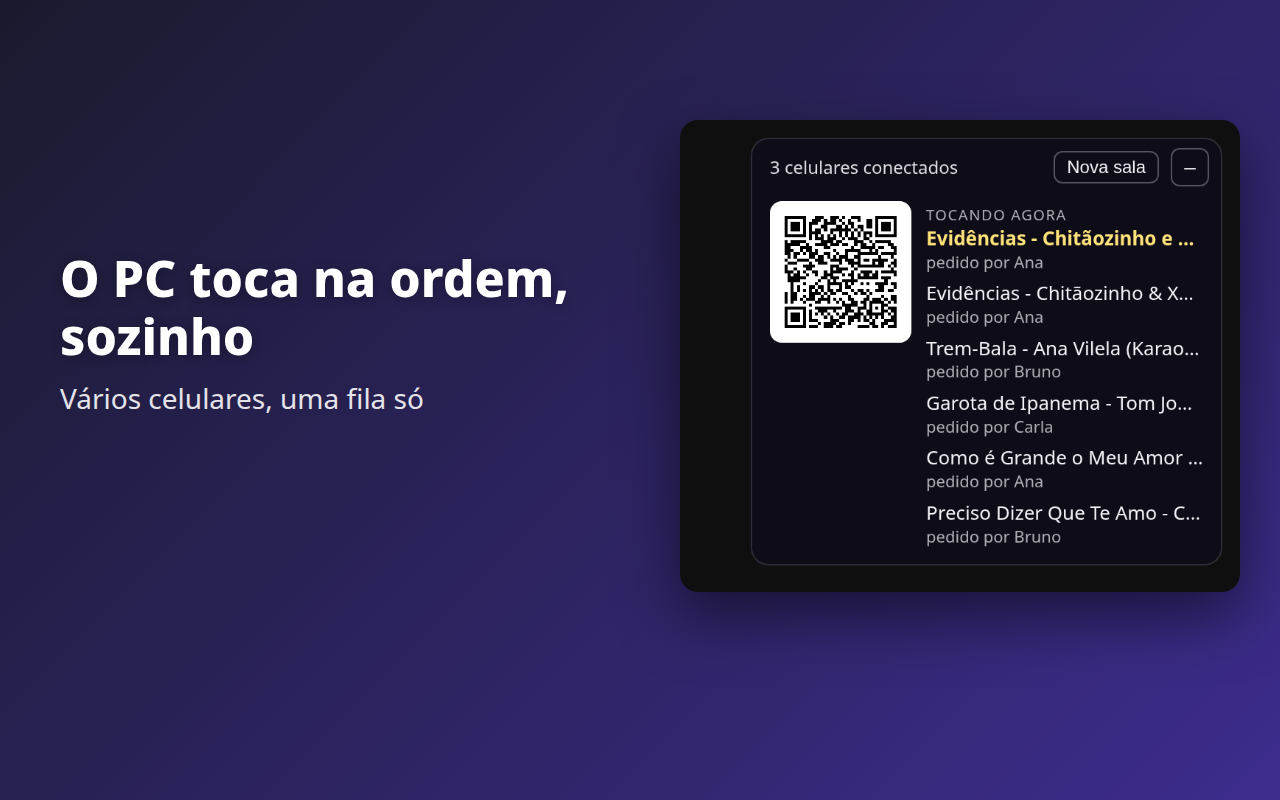 O PC toca na ordem,
sozinho
Vários celulares, uma fila só
3 celulares conectados
Nova sala
–
TOCANDO AGORA
Evidências - Chitãozinho e ...
pedido por Ana
Evidências - Chitãozinho & X...
pedido por Ana
Trem-Bala - Ana Vilela (Karao...
pedido por Bruno
Garota de Ipanema - Tom Jo...
pedido por Carla
Como é Grande o Meu Amor ...
pedido por Ana
Preciso Dizer Que Te Amo - C...
pedido por Bruno